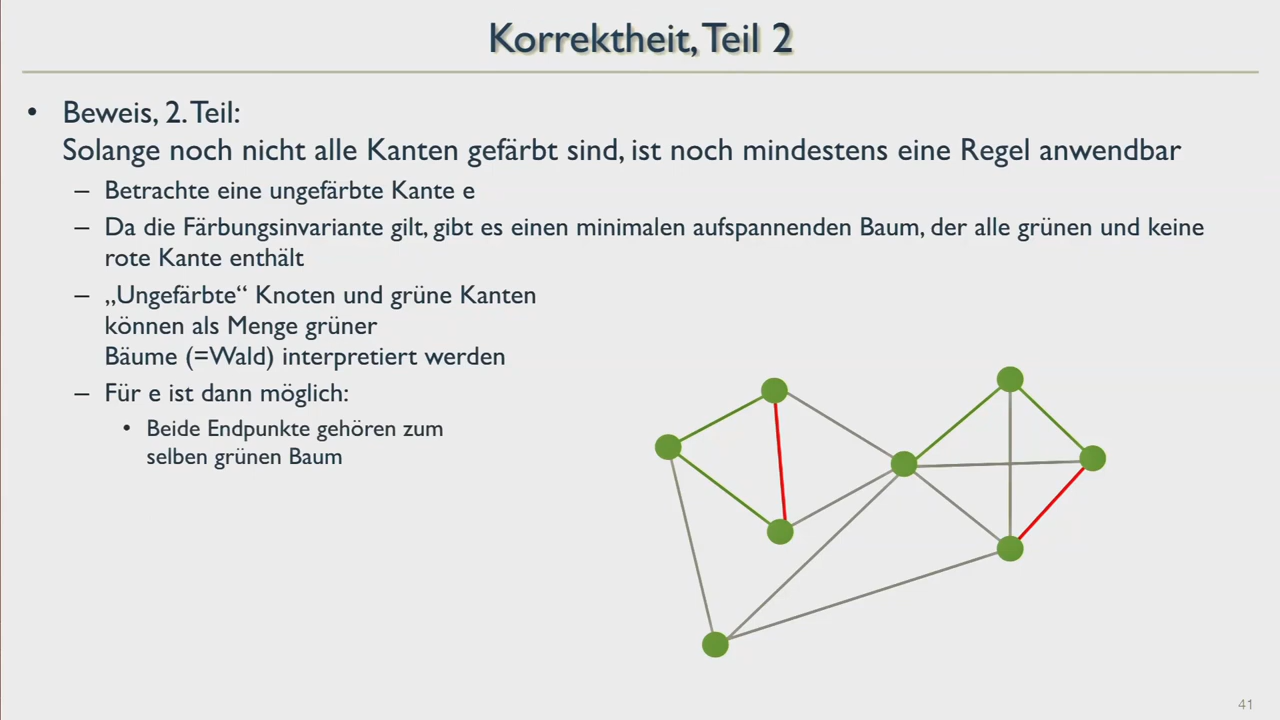 Korrektheit, Teil 2
• Beweis, 2. Teil:
Solange noch nicht alle Kanten gefärbt sind, ist noch mindestens eine Regel anwendbar
– Betrachte eine ungefärbte Kante e
– Da die Färbungsinvariante gilt, gibt es einen minimalen aufspannenden Baum, der alle grünen und keine
rote Kante enthält
– „Ungefärbte“ Knoten und grüne Kanten
können als Menge grüner
Bäume (=Wald) interpretiert werden
– Für e ist dann möglich:
• Beide Endpunkte gehören zum
selben grünen Baum
41